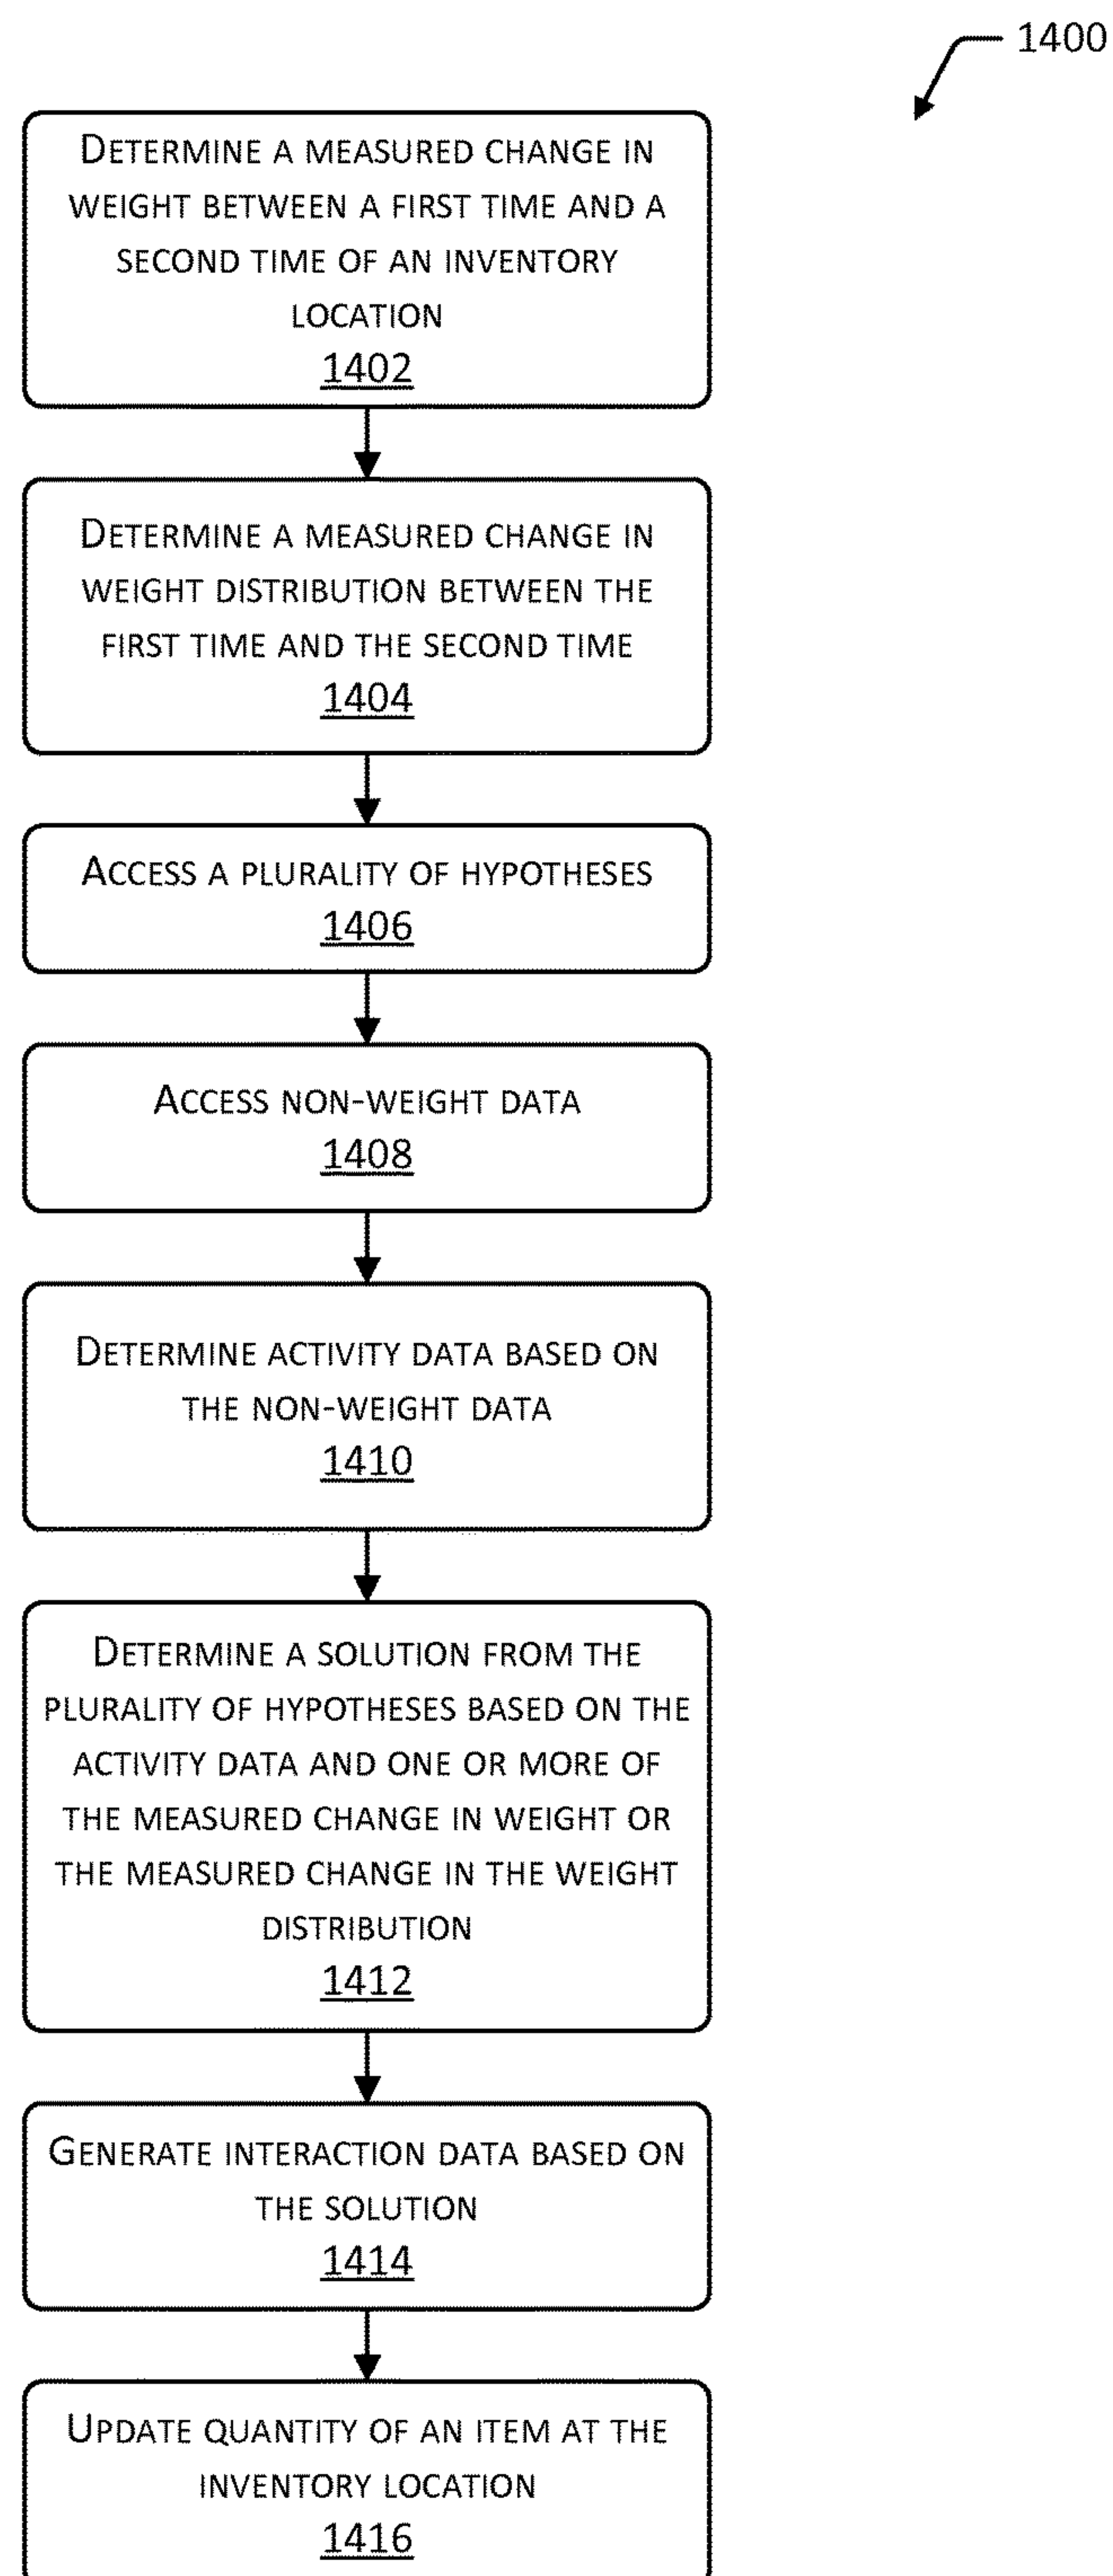 1400
DETERMINE A MEASURED CHANGE IN
WEIGHT BETWEEN A FIRST TIME AND A
SECOND TIME OF AN INVENTORY
LOCATION
1402
DETERMINE A MEASURED CHANGE IN
WEIGHT DISTRIBUTION BETWEEN THE
FIRST TIME AND THE SECOND TIME
1404
ACCESS A PLURALITY OF HYPOTHESES
1406
ACCESS NON-WEIGHT DATA
1408
DETERMINE ACTIVITY DATA BASED ON
THE NON-WEIGHT DATA
1410
DETERMINE A SOLUTION FROM THE
PLURALITY OF HYPOTHESES BASED ON THE
ACTIVITY DATA AND ONE OR MORE OF
THE MEASURED CHANGE IN WEIGHT OR
THE MEASURED CHANGE IN THE WEIGHT
DISTRIBUTION
1412
GENERATE INTERACTION DATA BASED ON
THE SOLUTION
1414
UPDATE QUANTITY OF AN ITEM AT THE
INVENTORY LOCATION
1416